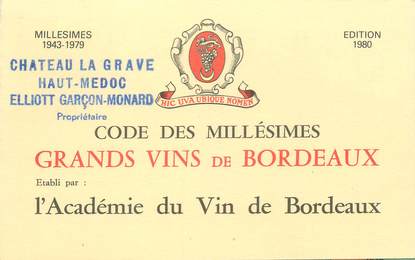 MILLESIMES
1943-1979
EDITION
1980
CHATEAU LA GRAVE
HAUT-MEDOC
ELLIOTT GARÇON-MONARD
Propriétaire
HIC UVA UBIQUE NOMEN
CODE DES MILLÉSIMES
GRANDS VINS DE BORDEAUX
Etabli par :
l'Académie du Vin de Bordeaux